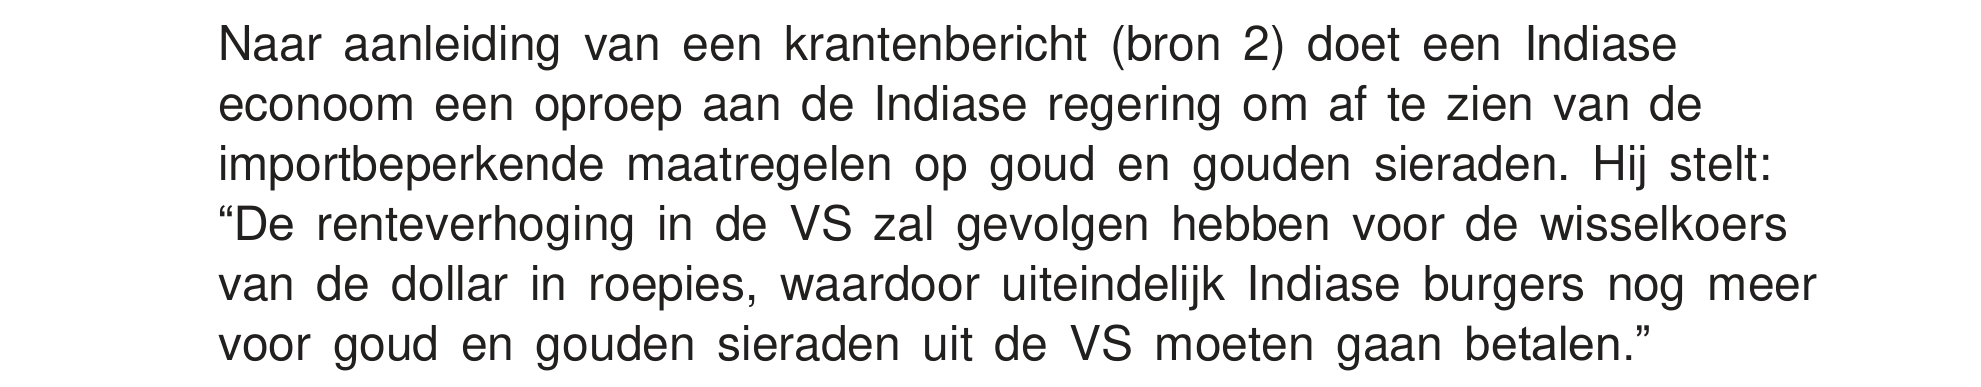 Naar aanleiding van een krantenbericht (bron 2) doet een Indiase
econoom een oproep aan de Indiase regering om af te zien van de
importbeperkende maatregelen op goud en gouden sieraden. Hij stelt:
“De renteverhoging in de VS zal gevolgen hebben voor de wisselkoers
van de dollar in roepies, waardoor uiteindelijk Indiase burgers nog meer
voor goud en gouden sieraden uit de VS moeten gaan betalen.”